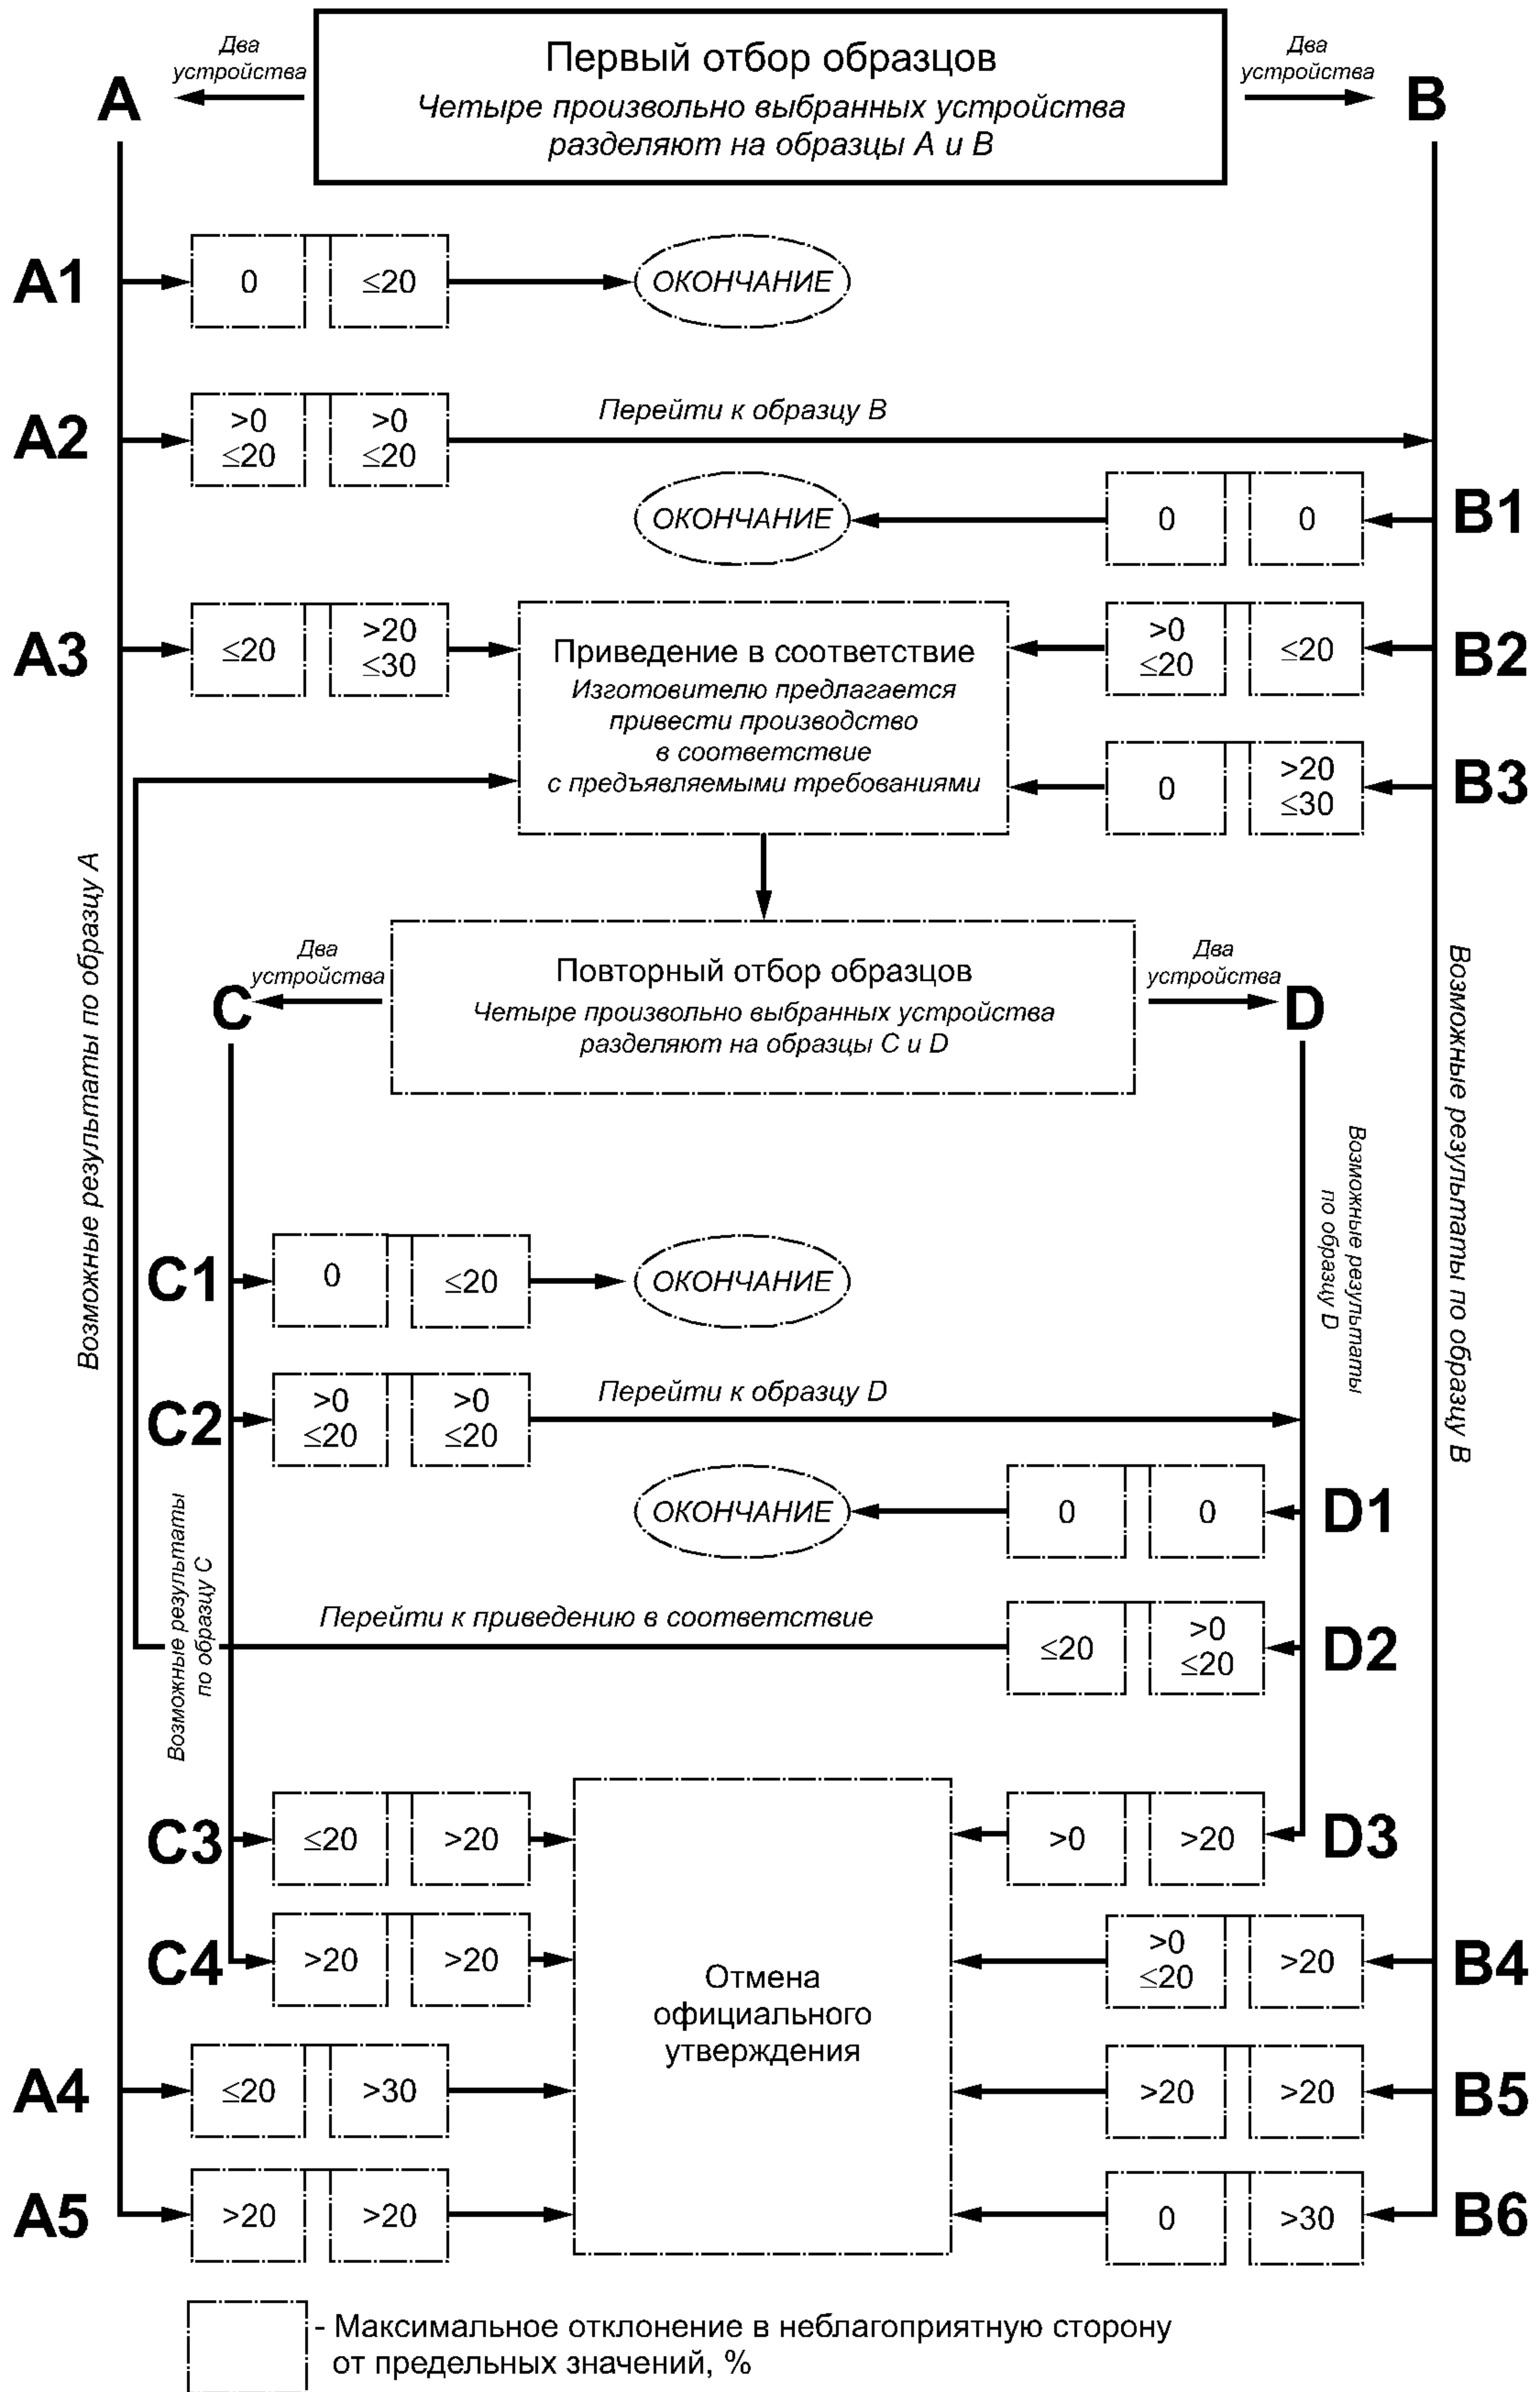 Два
устройства
Первый отбор образцов
Четыре произвольно выбранных устройства
разделяют на образцы A и B
Два
устройства
A
B
A1
0
≤20
ОКОНЧАНИЕ
A2
>0
≤20
>0
≤20
Перейти к образцу B
ОКОНЧАНИЕ
0
0
B1
A3
≤20
>20
≤30
Приведение в соответствие
Изготовителю предлагается
привести производство
в соответствие
с предъявляемыми требованиями
>0
≤20
≤20
B2
0
>20
≤30
B3
Возможные результаты по образцу A
Возможные результаты по образцу B
Два
устройства
C
Повторный отбор образцов
Четыре произвольно выбранных устройства
разделяют на образцы C и D
Два
устройства
D
Возможные результаты
по образцу D
C1
0
≤20
ОКОНЧАНИЕ
C2
>0
≤20
>0
≤20
Перейти к образцу D
ОКОНЧАНИЕ
0
0
D1
Возможные результаты
по образцу C
Перейти к приведению в соответствие
≤20
>0
≤20
D2
C3
≤20
>20
>0
>20
D3
C4
>20
>20
Отмена
официального
утверждения
>0
≤20
>20
B4
A4
≤20
>30
>20
>20
B5
A5
>20
>20
0
>30
B6
- Максимальное отклонение в неблагоприятную сторону
от предельных значений, %